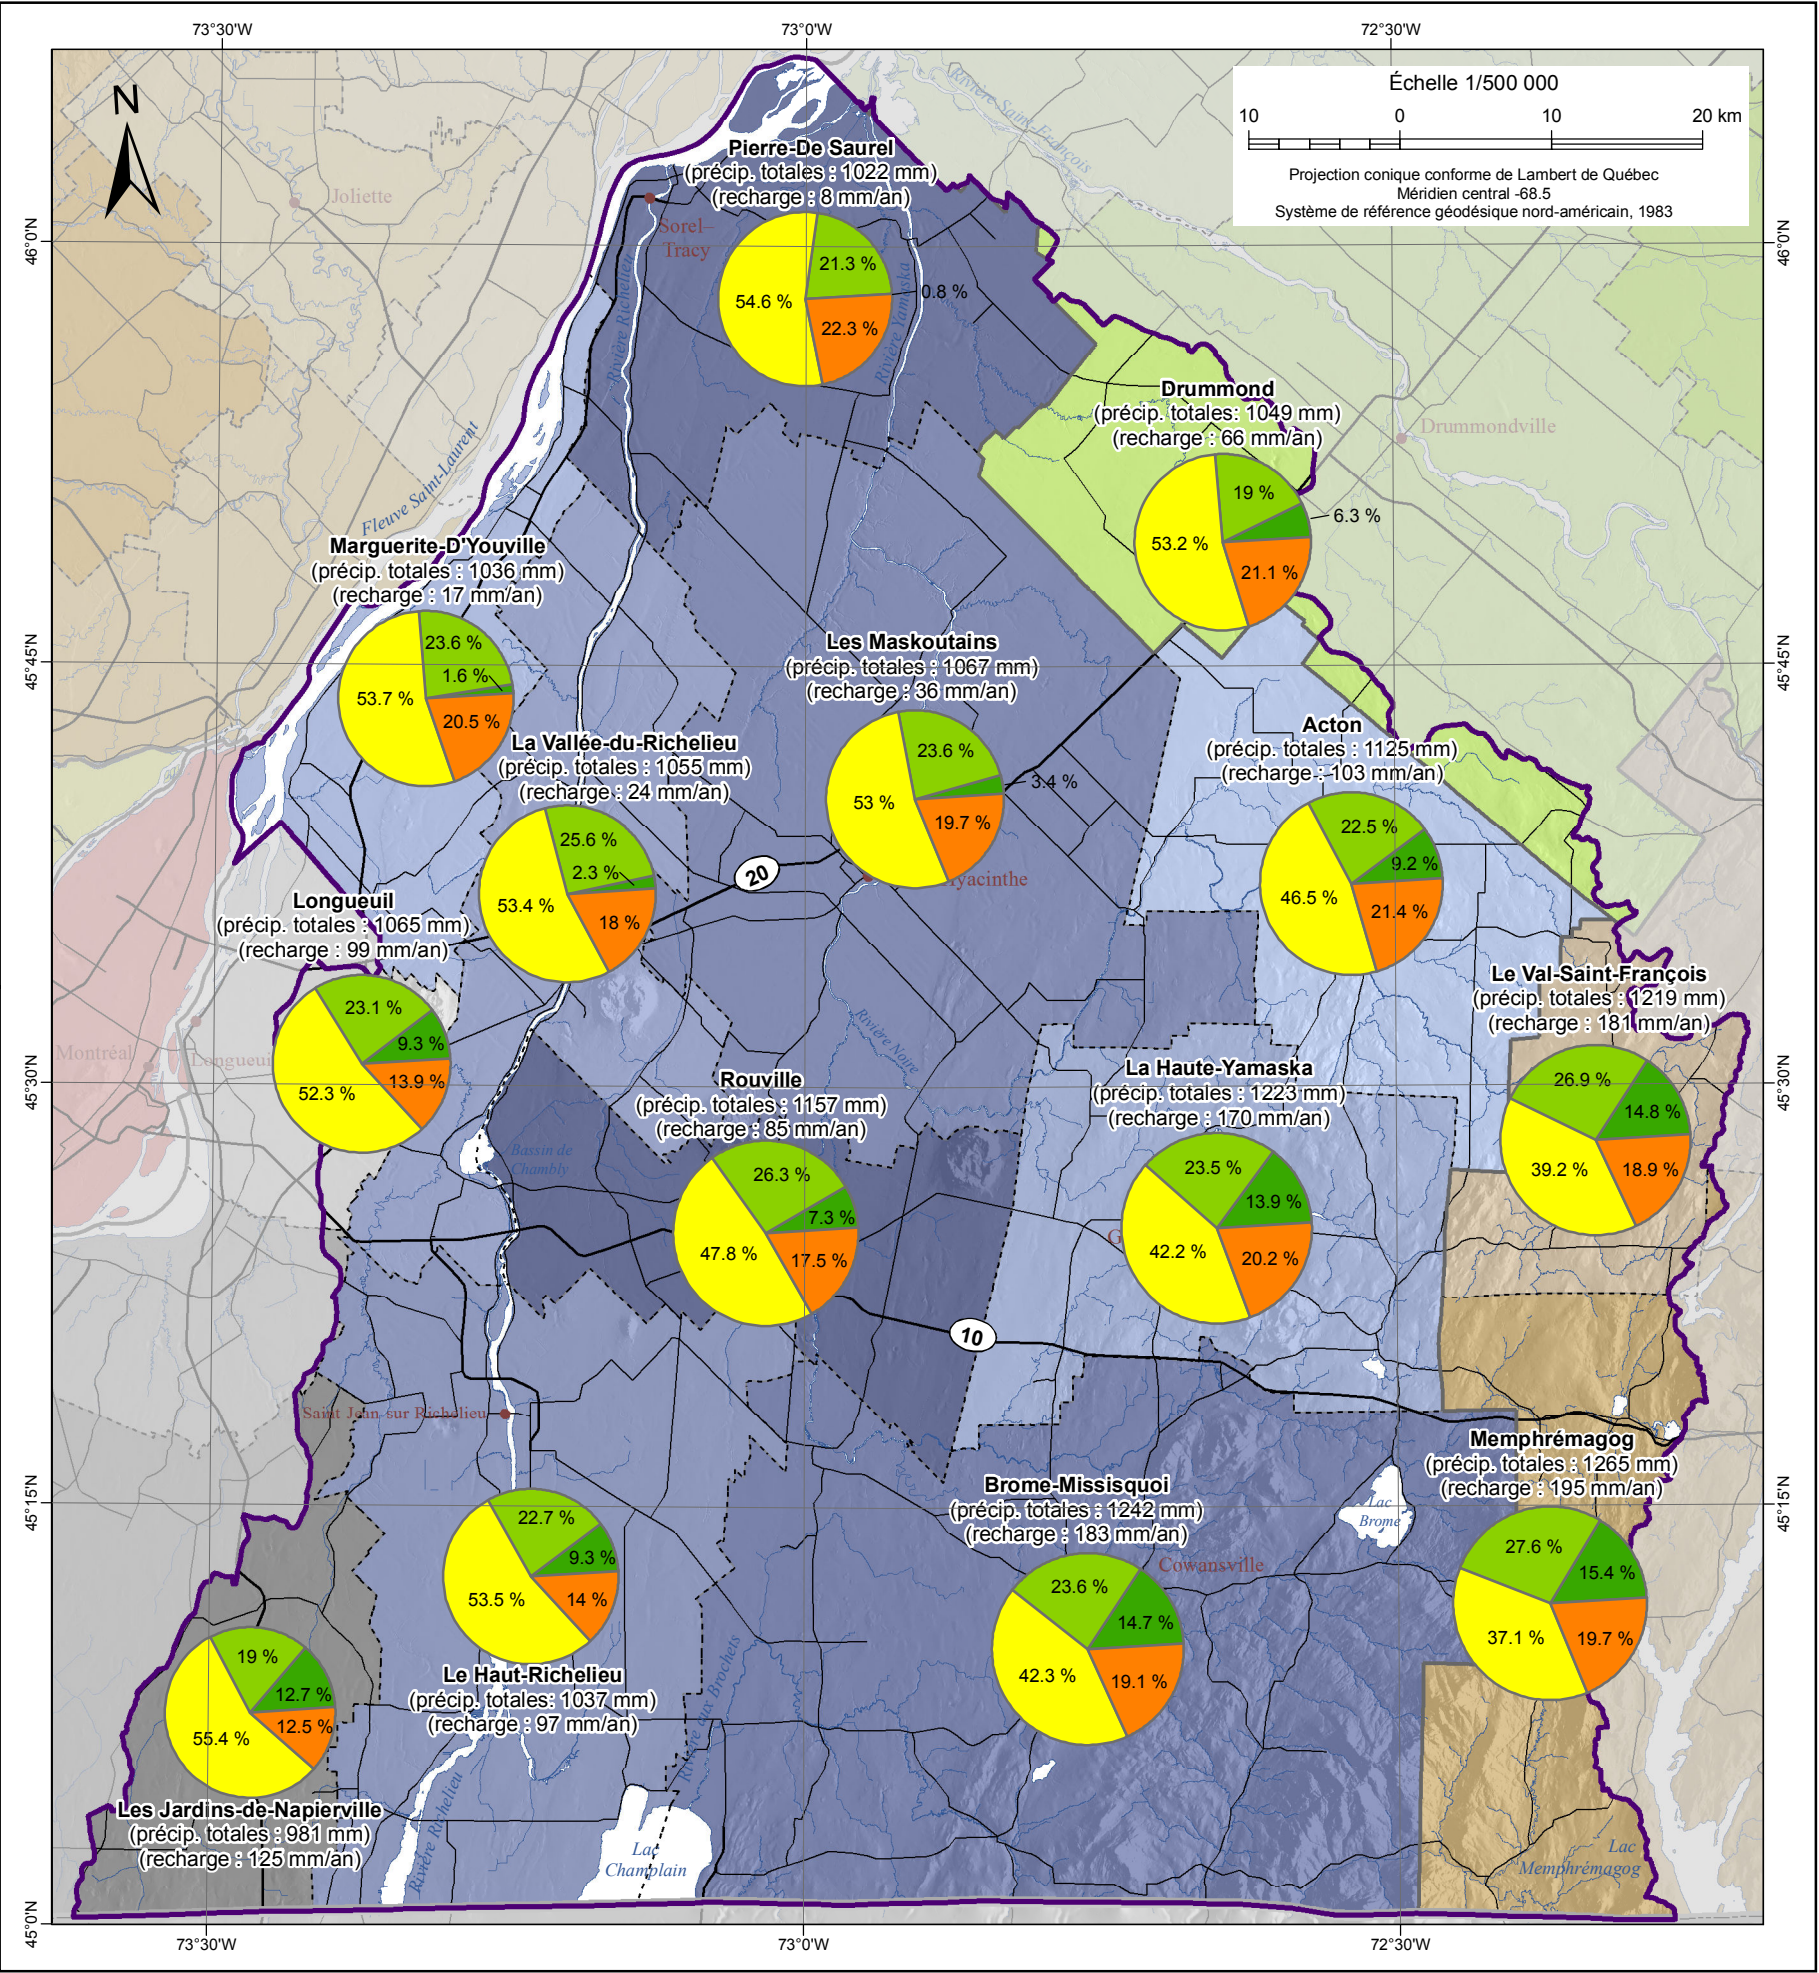 73°30'W
73°0'W
72°30'W
N
Échelle 1/500 000
10
0
10
20 km
Projection conique conforme de Lambert de Québec
Méridien central -68.5
Système de référence géodésique nord-américain, 1983
Rivière Saint-François
Joliette
Pierre-De Saurel
(précip. totales : 1022 mm)
(recharge : 8 mm/an)
Sorel-
Tracy
46°0'N
46°0'N
21.3 %
0.8 %
54.6 %
22.3 %
Rivière Richelieu
Rivière Yamaska
Drummond
(précip. totales: 1049 mm)
(recharge : 66 mm/an)
Drummondville
19 %
6.3 %
53.2 %
21.1 %
Fleuve Saint-Laurent
Marguerite-D'Youville
(précip. totales : 1036 mm)
(recharge : 17 mm/an)
23.6 %
1.6 %
53.7 %
20.5 %
45°45'N
45°45'N
Les Maskoutains
(précip. totales : 1067 mm)
(recharge : 36 mm/an)
23.6 %
3.4 %
53 %
19.7 %
yacinthe
La Vallée-du-Richelieu
(précip. totales : 1055 mm)
(recharge : 24 mm/an)
25.6 %
2.3 %
53.4 %
18 %
20
Acton
(précip. totales : 1125 mm)
(recharge : 103 mm/an)
22.5 %
9.2 %
46.5 %
21.4 %
Longueuil
(précip. totales : 1065 mm)
(recharge : 99 mm/an)
23.1 %
9.3 %
52.3 %
13.9 %
Montréal
Longueui
Le Val-Saint-François
(précip. totales : 1219 mm)
(recharge : 181 mm/an)
26.9 %
14.8 %
39.2 %
18.9 %
45°30'N
45°30'N
Rivière Noire
Rouville
(précip. totales : 1157 mm)
(recharge : 85 mm/an)
26.3 %
7.3 %
47.8 %
17.5 %
La Haute-Yamaska
(précip. totales : 1223 mm)
(recharge : 170 mm/an)
23.5 %
13.9 %
42.2 %
20.2 %
G
Bassin de
Chambly
10
Saint Jean sur Richelieu
Memphrémagog
(précip. totales : 1265 mm)
(recharge : 195 mm/an)
27.6 %
15.4 %
37.1 %
19.7 %
Brome-Missisquoi
(précip. totales : 1242 mm)
(recharge : 183 mm/an)
Cowansville
23.6 %
14.7 %
42.3 %
19.1 %
Lac
Brome
45°15'N
45°15'N
22.7 %
9.3 %
53.5 %
14 %
Le Haut-Richelieu
(précip. totales: 1037 mm)
(recharge : 97 mm/an)
19 %
12.7 %
55.4 %
12.5 %
Les Jardins-de-Napierville
(précip. totales : 981 mm)
(recharge : 125 mm/an)
Rivière aux Brochets
Rivière Richelieu
Lac
Champlain
Lac
Memphrémagog
45°0'N
45°0'N
73°30'W
73°0'W
72°30'W